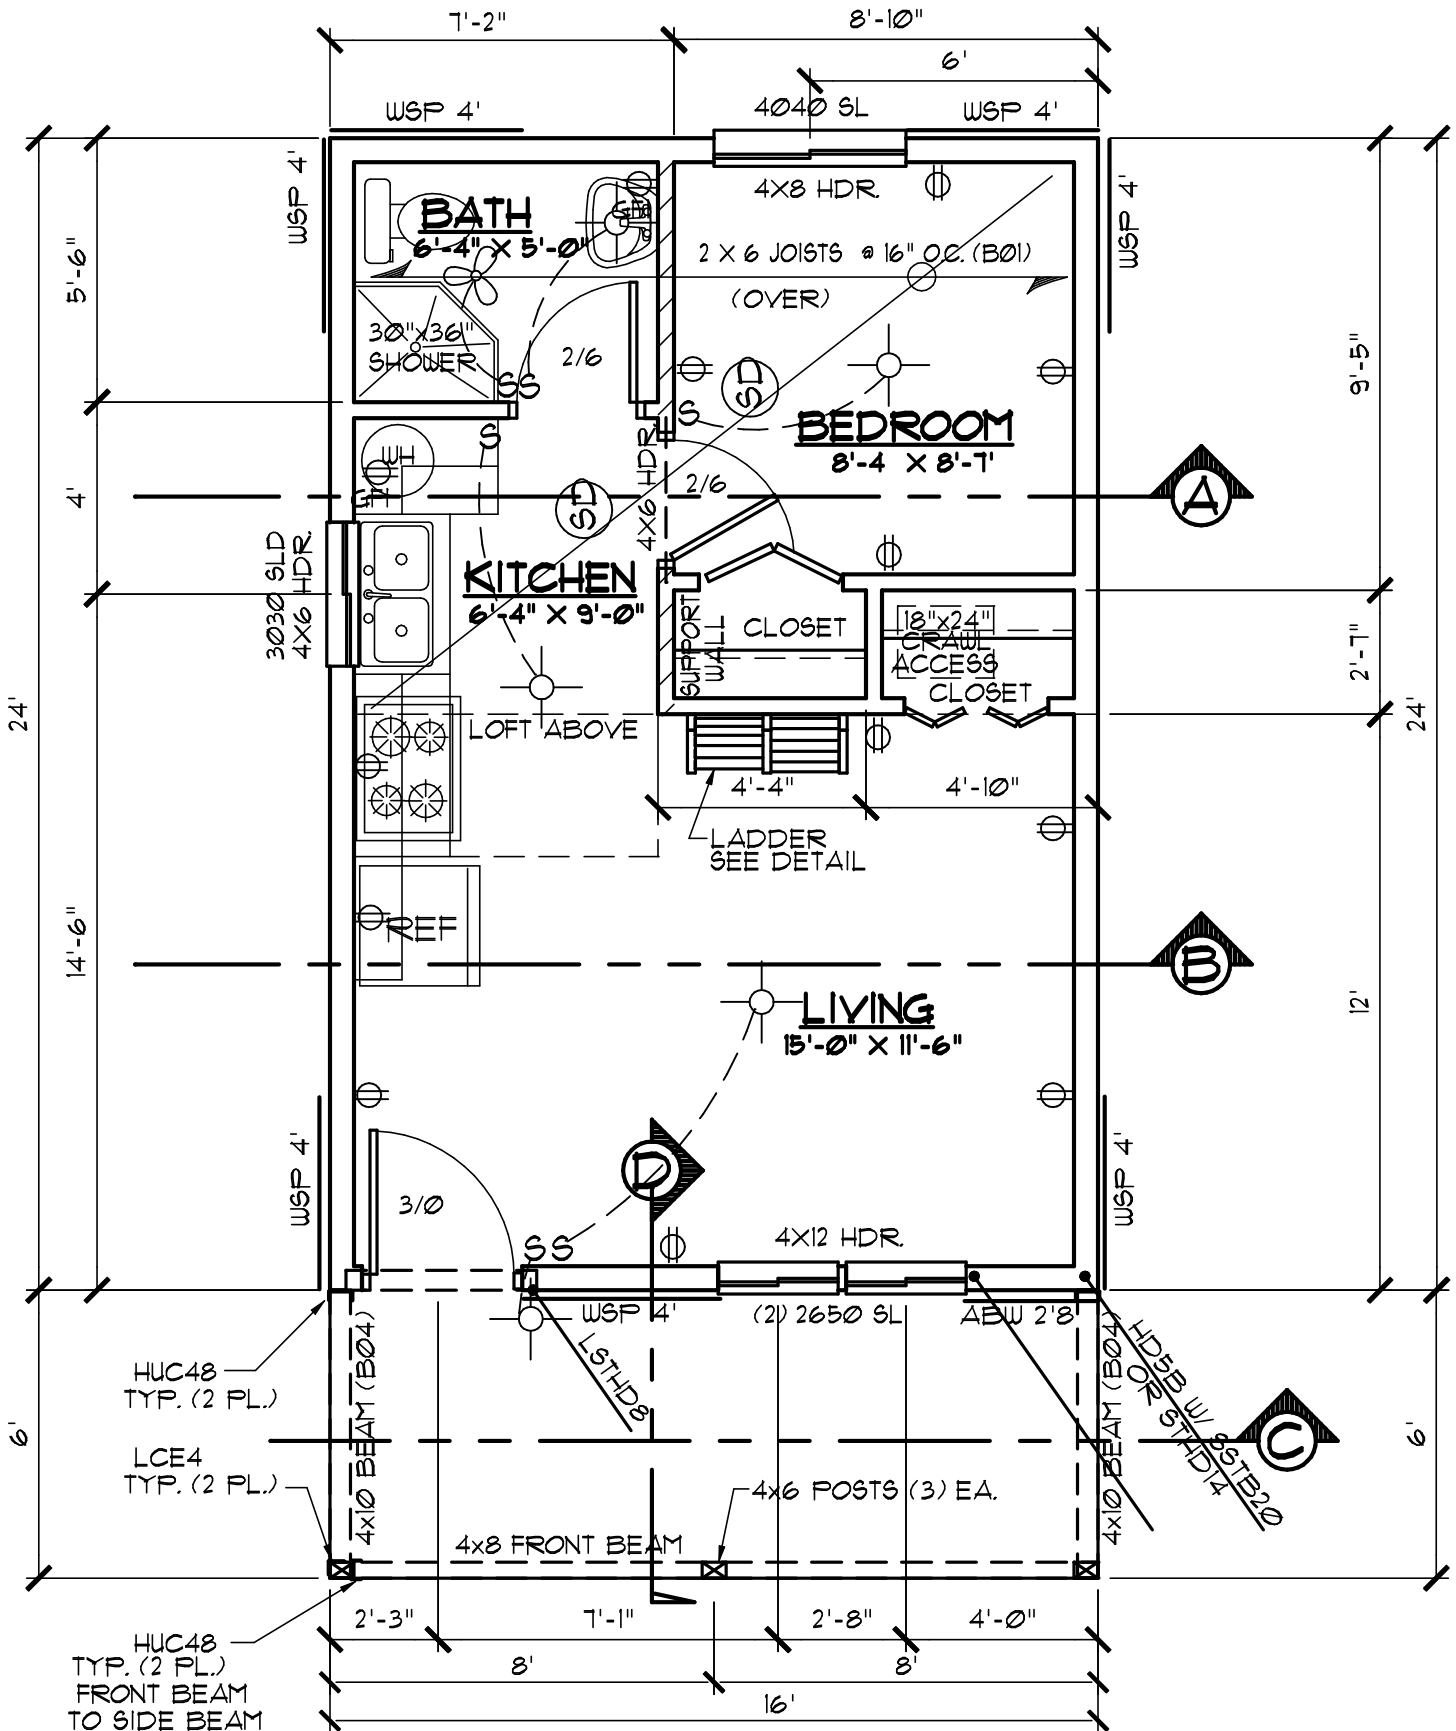 7'-2"
8'-10"
6'
WSP 4'
4040 SL
WSP 4'
WSP 4'
WSP 4'
4X8 HDR.
BATH
6'-4" X 5'-0"
2 X 6 JOISTS @ 16" O.C. (B01)
(OVER)
5'-6"
30"x36"
SHOWER
2/6
SS
S
SD
S
BEDROOM
8'-4 X 8'-7"
9'-5"
WH
GFI
4'
SD
4X6 HDR.
2/6
A
3030 SLD
4X6 HDR.
KITCHEN
6'-4" X 9'-0"
SUPPORT
WALL
CLOSET
18"x24"
CRAWL
ACCESS
CLOSET
2'-7"
24'
24'
LOFT ABOVE
4'-4"
4'-10"
LADDER
SEE DETAIL
REF
14'-6"
B
LIVING
15'-0" X 11'-6"
12'
WSP 4'
WSP 4'
D
3/0
SS
4X12 HDR.
WSP 4'
(2) 2650 SL
ABW 2'8"
LSTHD8
HD5B W/ SSTB20
OR STHD14
HUC48
TYP. (2 PL.)
4x10 BEAM (B04)
4x10 BEAM (B04)
6'
6'
C
LCE4
TYP. (2 PL.)
4x6 POSTS (3) EA.
4x8 FRONT BEAM
2'-3"
7'-1"
2'-8"
4'-0"
HUC48
TYP. (2 PL.)
FRONT BEAM
TO SIDE BEAM
8'
8'
16'